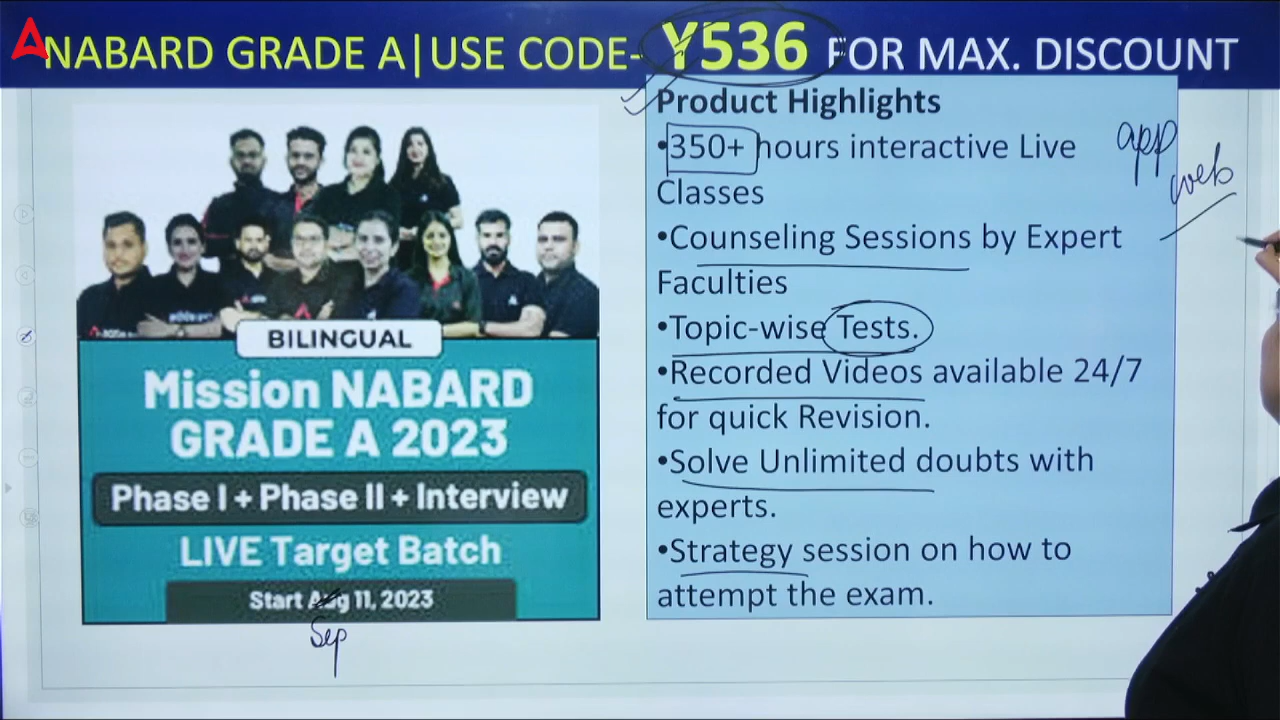 NABARD GRADE A|USE CODE- Y536 FOR MAX. DISCOUNT
BILINGUAL
Mission NABARD
GRADE A 2023
Phase I + Phase II + Interview
LIVE Target Batch
Start Aug 11, 2023
Sep
Product Highlights
•350+ hours interactive Live
Classes
•Counseling Sessions by Expert
Faculties
•Topic-wise Tests.
•Recorded Videos available 24/7
for quick Revision.
•Solve Unlimited doubts with
experts.
•Strategy session on how to
attempt the exam.
app
web